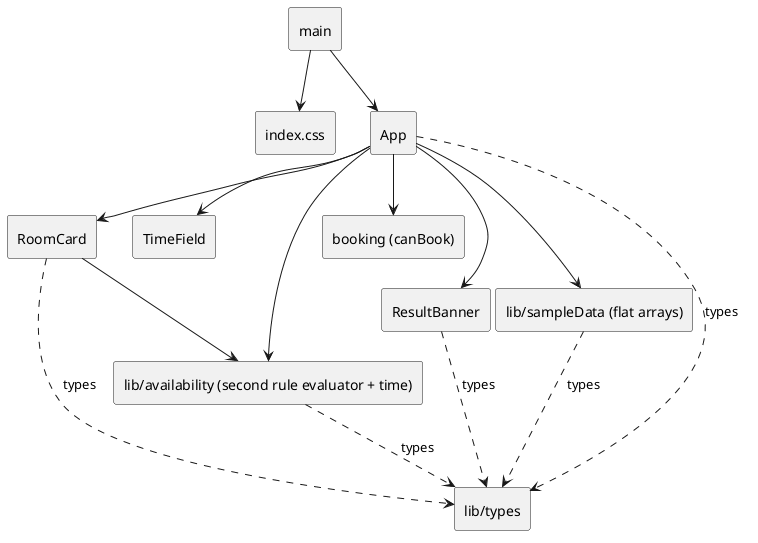 main
index.css
App
RoomCard
TimeField
booking (canBook)
ResultBanner
lib/sampleData (flat arrays)
types
lib/availability (second rule evaluator + time)
types
types
types
types
lib/types